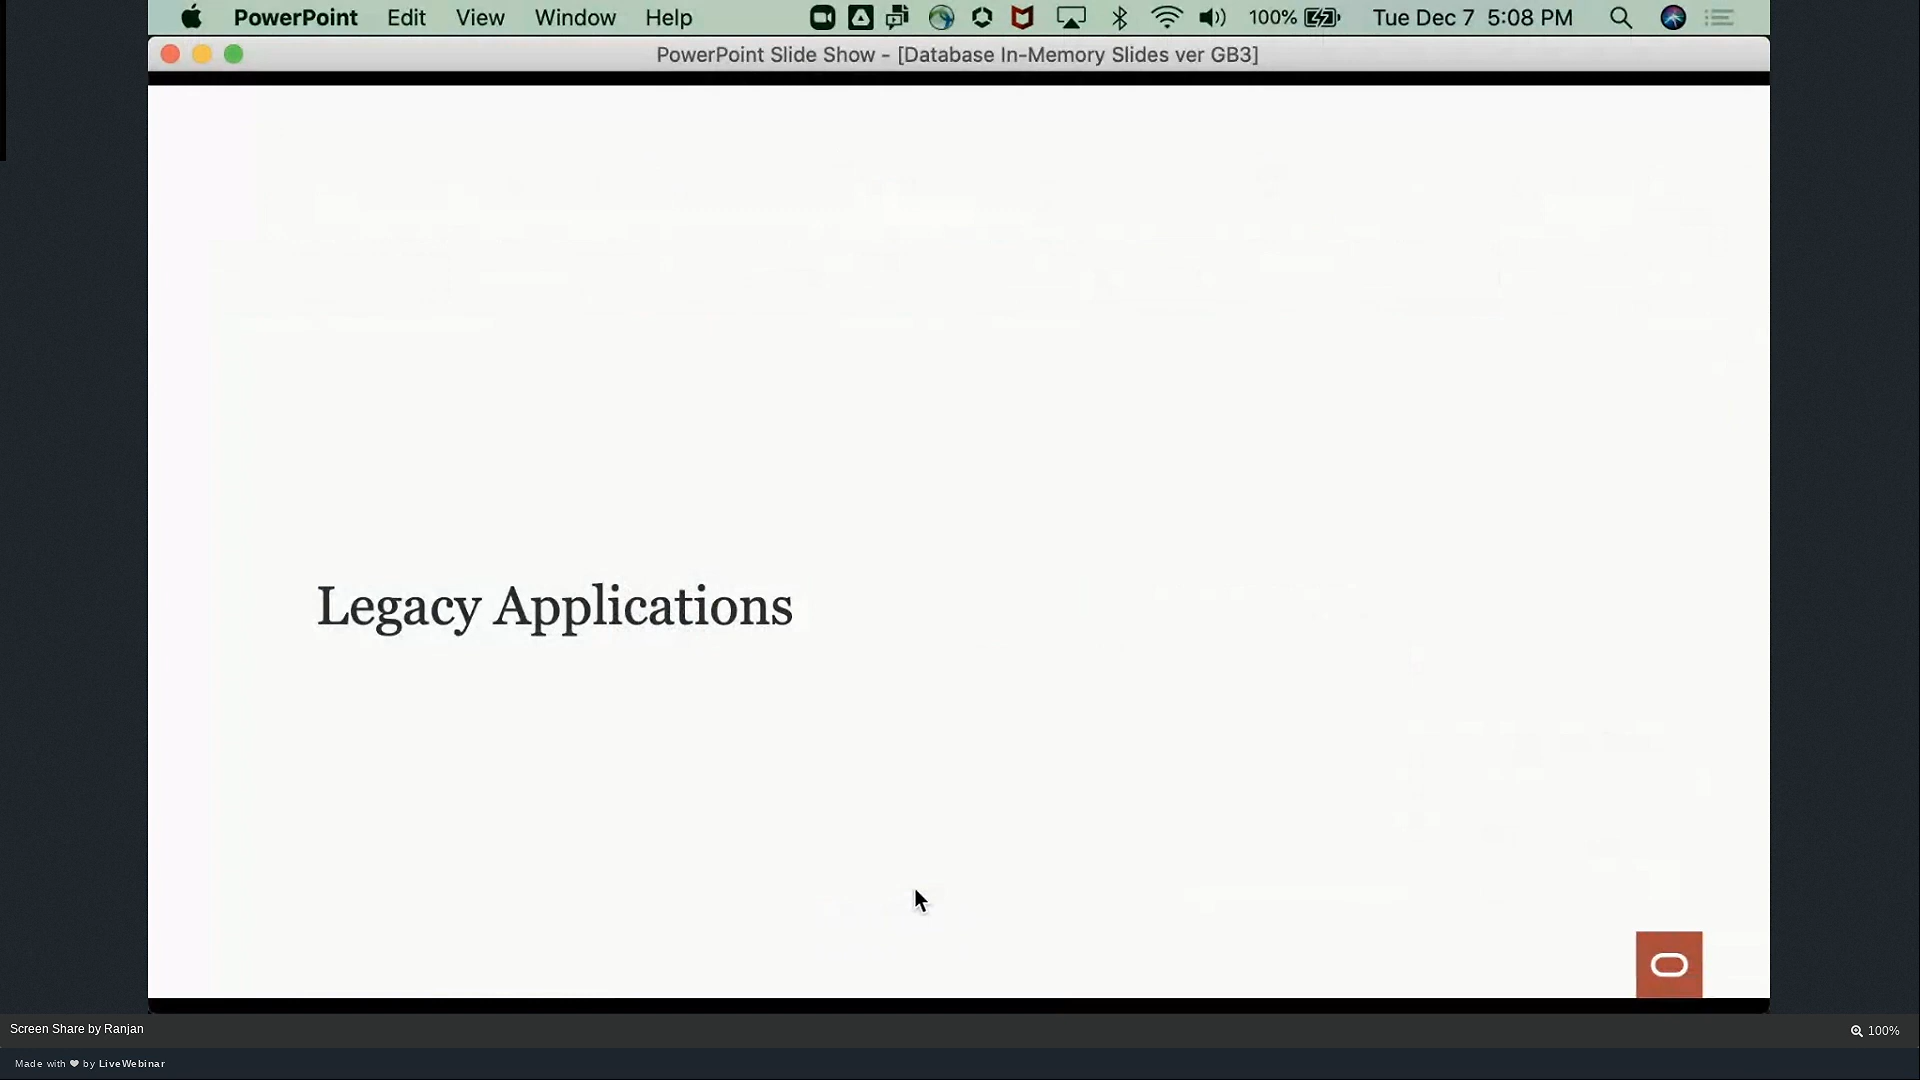 PowerPoint Edit View Window Help 100% Tue Dec 7 5:08 PM
PowerPoint Slide Show - [Database In-Memory Slides ver GB3]
Legacy Applications
Screen Share by Ranjan
100%
Made with ❤ by LiveWebinar